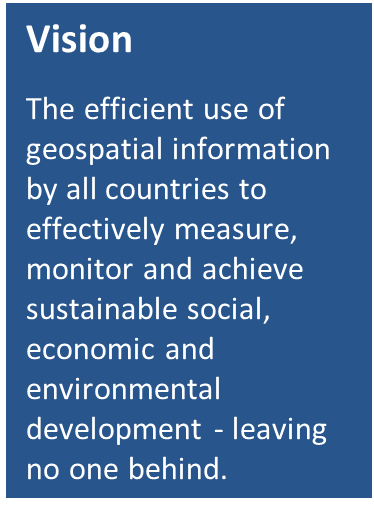 Vision
The efficient use of
geospatial information
by all countries to
effectively measure,
monitor and achieve
sustainable social,
economic and
environmental
development - leaving
no one behind.